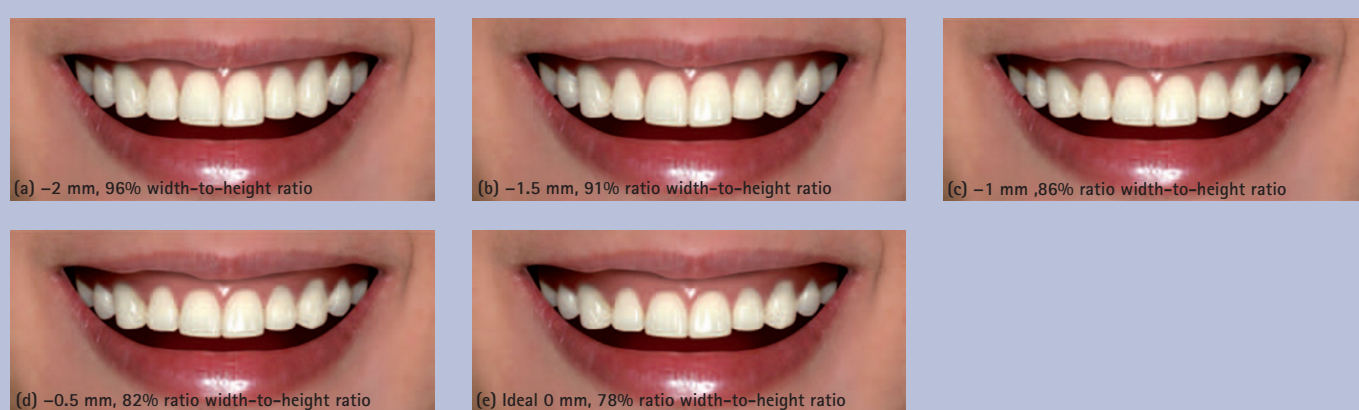 (a) –2 mm, 96% width-to-height ratio
(b) –1.5 mm, 91% ratio width-to-height ratio
(c) –1 mm ,86% ratio width-to-height ratio
(d) –0.5 mm, 82% ratio width-to-height ratio
(e) Ideal 0 mm, 78% ratio width-to-height ratio